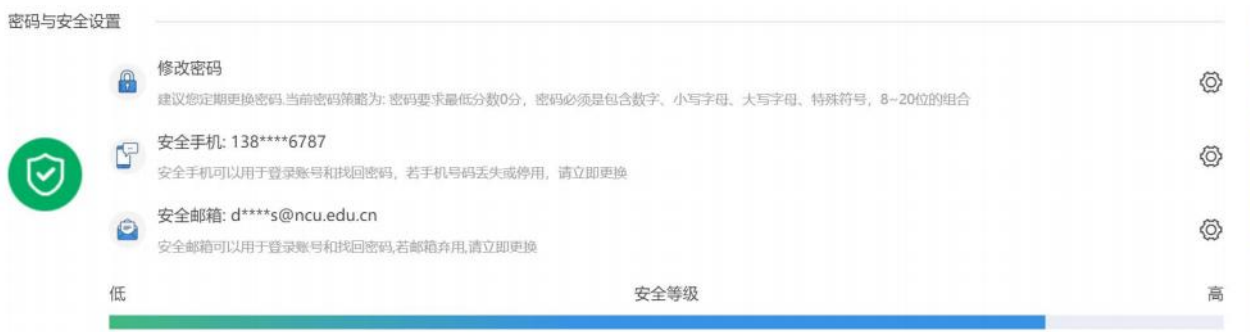 密码与安全设置
修改密码
建议您定期更换密码.当前密码策略为: 密码要求最低分数0分，密码必须是包含数字、小写字母、大写字母、特殊符号，8~20位的组合
安全手机: 138****6787
安全手机可以用于登录账号和找回密码，若手机号码丢失或停用，请立即更换
安全邮箱: d****s@ncu.edu.cn
安全邮箱可以用于登录账号和找回密码,若邮箱弃用,请立即更换
低 安全等级 高